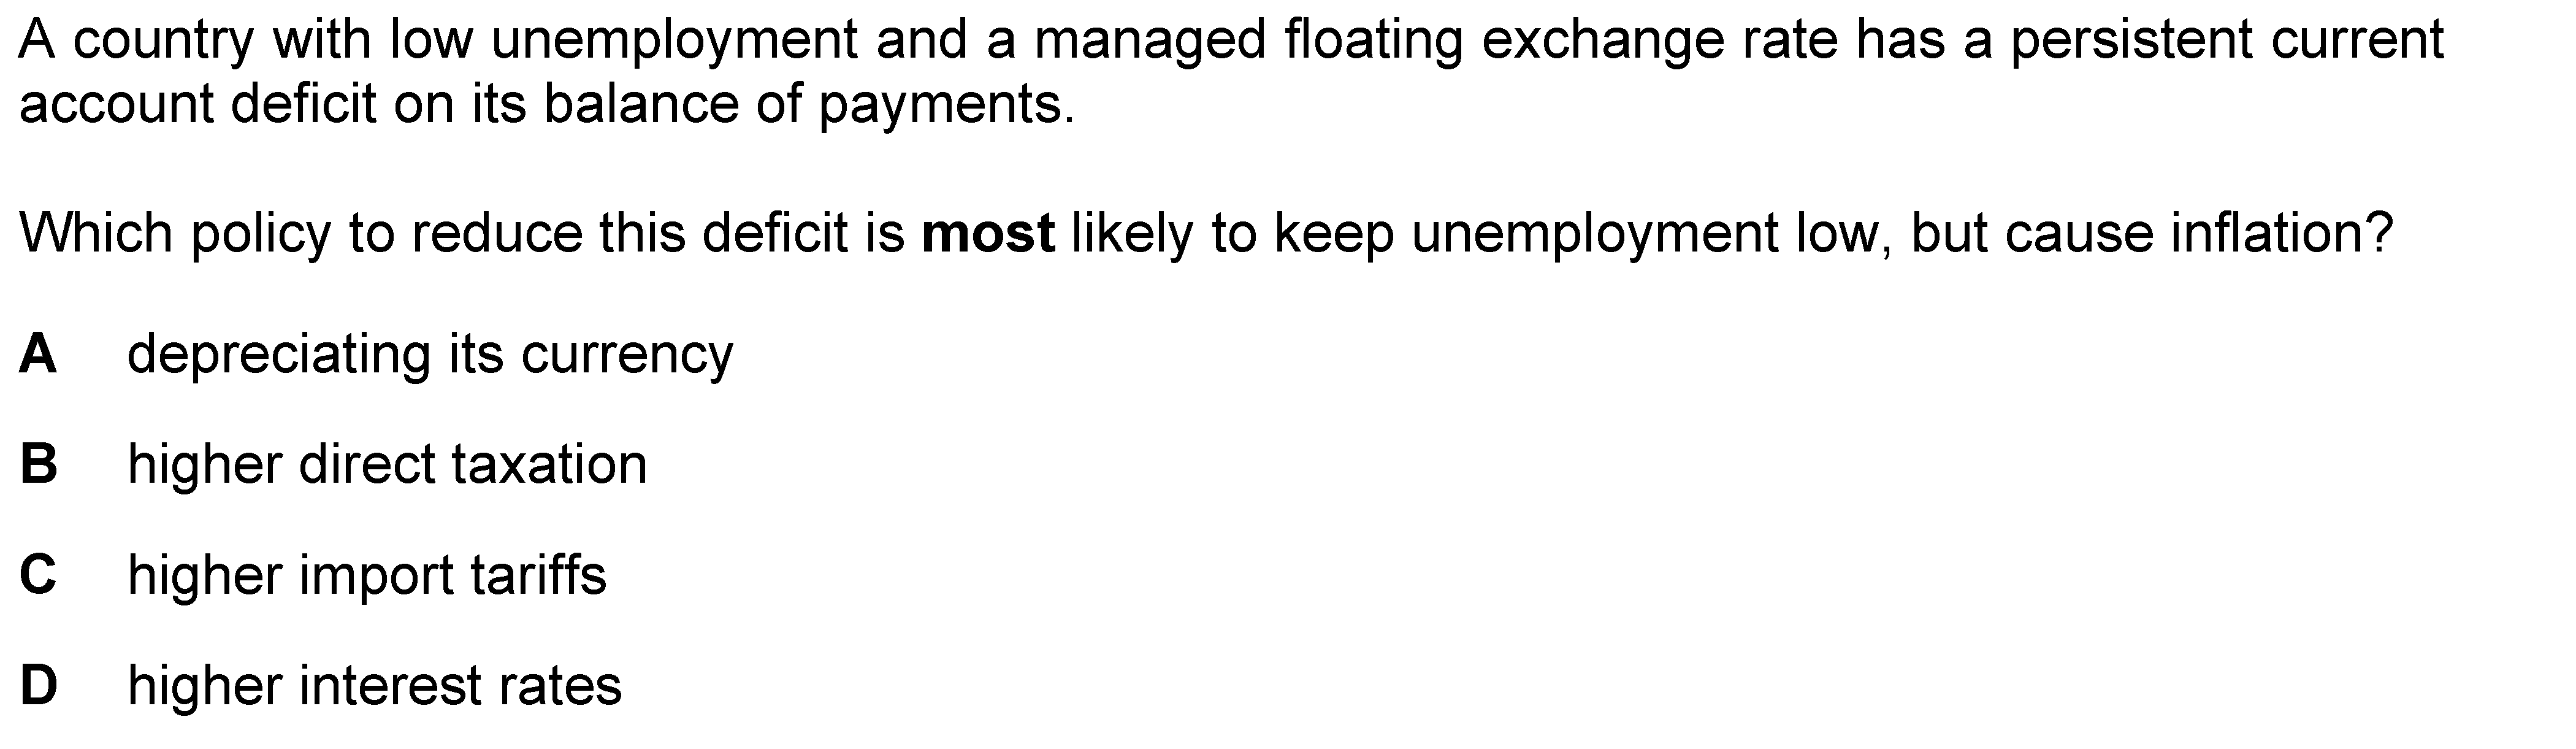 A country with low unemployment and a managed floating exchange rate has a persistent current
account deficit on its balance of payments.
Which policy to reduce this deficit is most likely to keep unemployment low, but cause inflation?
A depreciating its currency
B higher direct taxation
C higher import tariffs
D higher interest rates